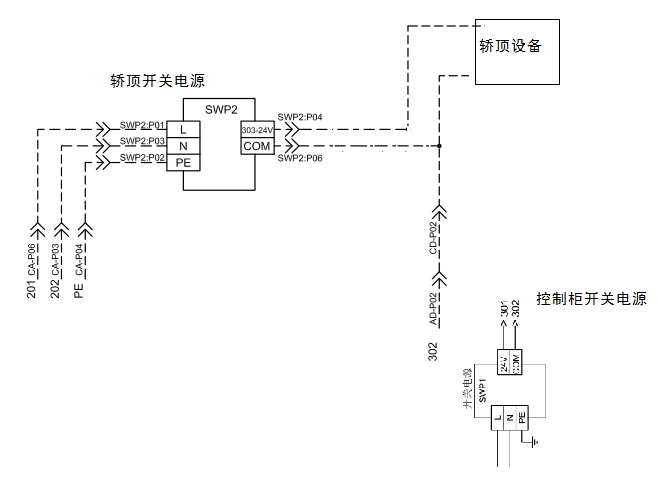 轿顶设备
轿顶开关电源
SWP2
SWP2:P01
SWP2:P03
SWP2:P02
L
N
PE
303-24V
COM
SWP2:P04
SWP2:P06
201 CA-P06
202 CA-P03
PE CA-P04
CD-P02
AD-P02
302
控制柜开关电源
301
302
24V
COM
开关电源
SWP1
L
N
PE